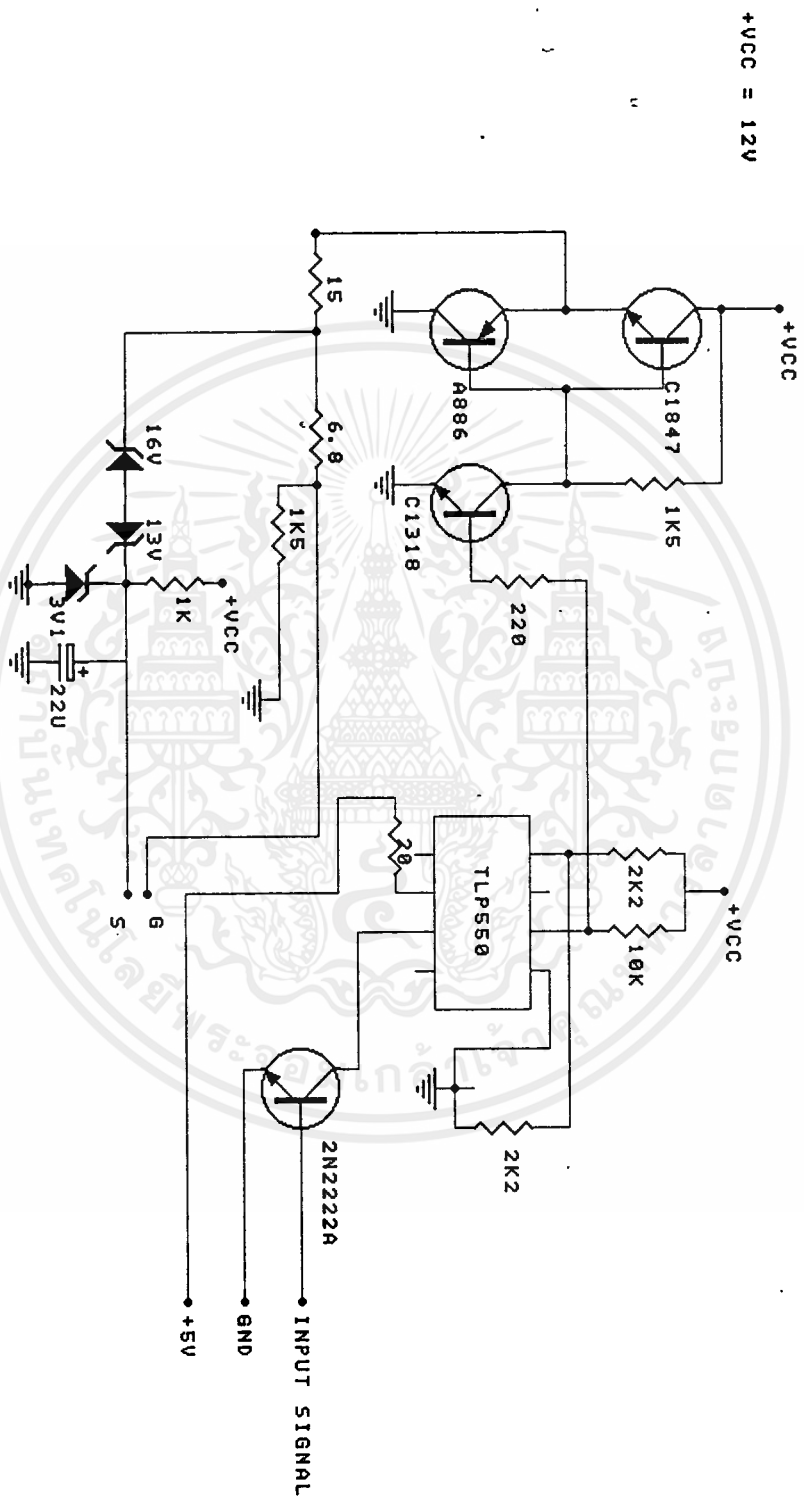 +VCC = 12V
+VCC
C1847
1K5
A886
C1318
220
15
6.8
1K5
16V
13V
3V1
1K
+VCC
22U
+
S
G
+VCC
2K2
10K
TLP550
20
2K2
2N2222A
INPUT SIGNAL
GND
+5V